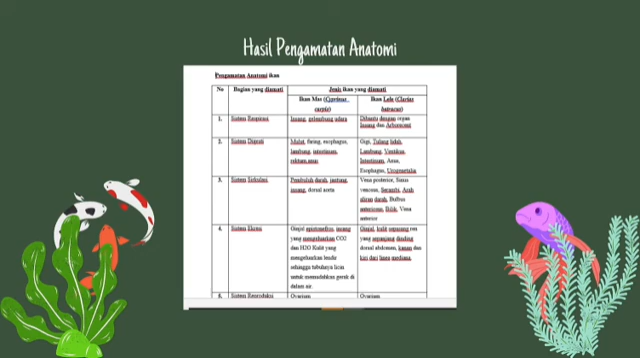 Hasil Pengamatan Anatomi
Pengamatan Anatomi ikan
No Bagian yang diamati Jenis ikan yang diamati
Ikan Mas (Cyprinus carpio) Ikan Lele (Clarias batracus)
1. Sistem Respirasi Insang, gelembung udara Dibantu dengan organ
Insang dan Arborescent
2. Sistem Digesti Mulut, faring, esophagus, Gigi, Tulang lidah,
lambung, intestinum, Lambung, Ventikus,
rektum, anus Intestinum, Anus,
Esophagus, Urogenitalia
3. Sistem Sirkulasi Pembuluh darah, jantung, Vena posterior, Sinus
insang, dorsal aorta venosus, Serambi, Arah
aliran darah, Bulbus
arteriosus, Bilik, Vena
anterior
4. Sistem Ekresi Ginjal opistonefros, insang Ginjal, kulit sepasang ren
yang mengeluarkan CO2 yang sepanjang dinding
dan H2O Kulit yang dorsal abdomen, kanan dan
mengeluarkan lendir kiri dari linea mediana.
sehingga tubuhnya licin
untuk memudahkan gerak di
dalam air.
5. Sistem Reproduksi Ovarium Ovarium